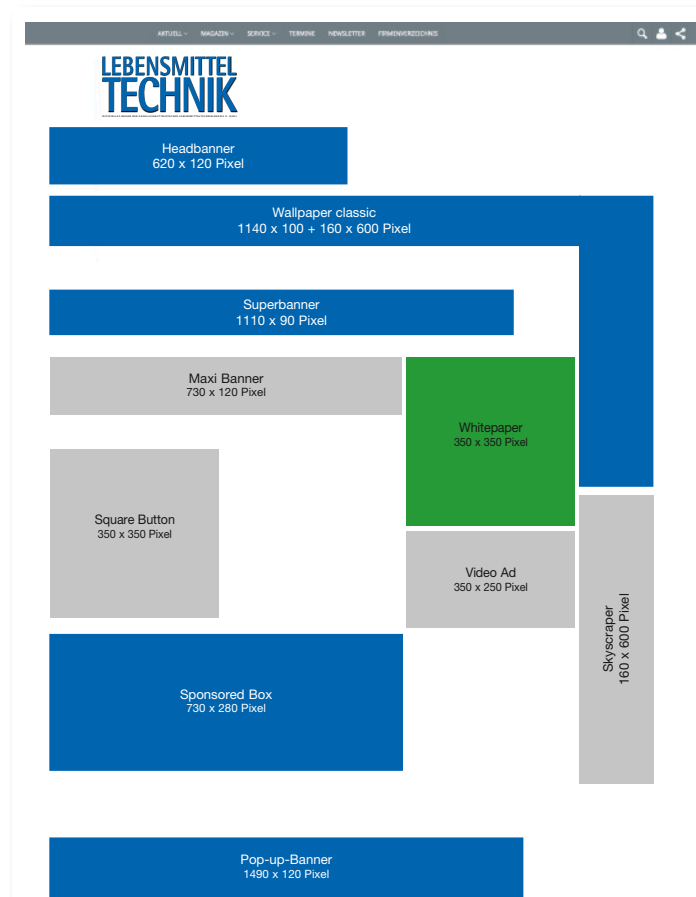 AKTUELL
MAGAZIN
SERVICE
TERMINE
NEWSLETTER
FIRMENVERZEICHNIS
LEBENSMITTEL
TECHNIK
Headbanner
620 x 120 Pixel
Wallpaper classic
1140 x 100 + 160 x 600 Pixel
Superbanner
1110 x 90 Pixel
Maxi Banner
730 x 120 Pixel
Whitepaper
350 x 350 Pixel
Square Button
350 x 350 Pixel
Video Ad
350 x 250 Pixel
Skyscraper
160 x 600 Pixel
Sponsored Box
730 x 280 Pixel
Pop-up-Banner
1490 x 120 Pixel